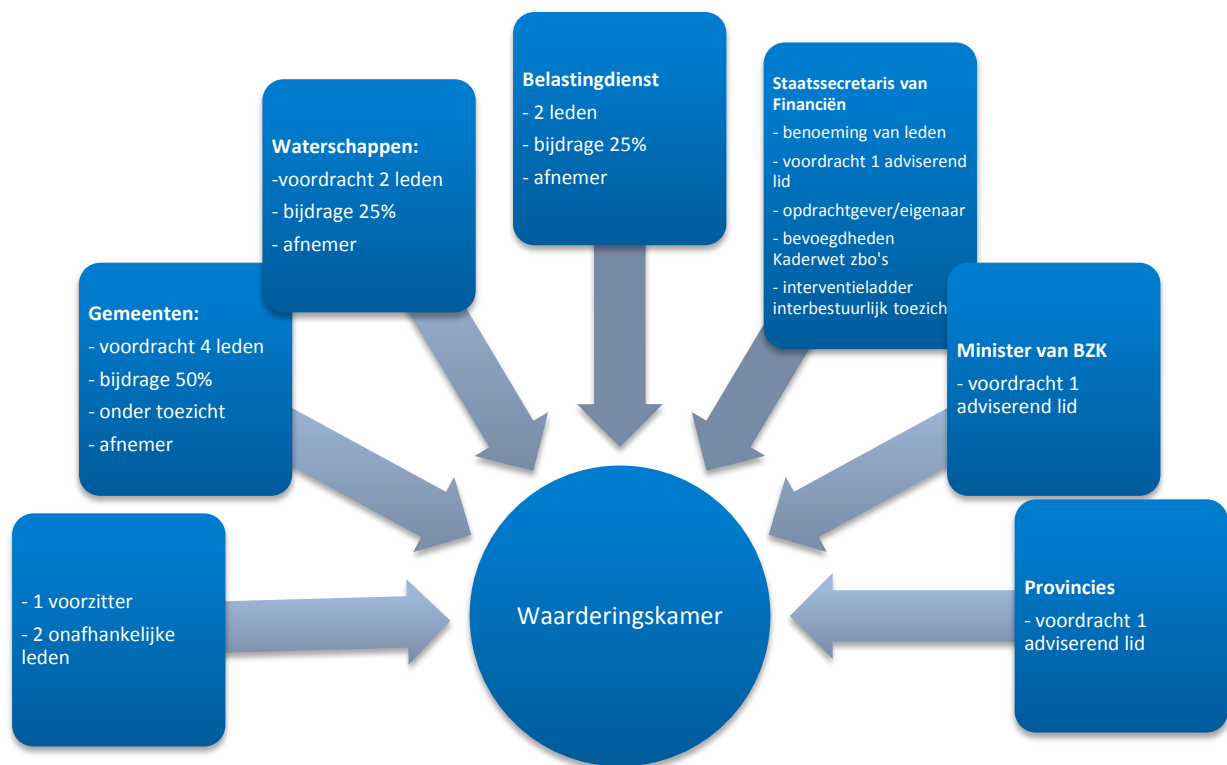 - 1 voorzitter
- 2 onafhankelijke
leden
Gemeenten:
- voordracht 4 leden
- bijdrage 50%
- onder toezicht
- afnemer
Waterschappen:
-voordracht 2 leden
- bijdrage 25%
- afnemer
Belastingdienst
- 2 leden
- bijdrage 25%
- afnemer
Staatssecretaris van
Financiën
- benoeming van leden
- voordracht 1 adviserend
lid
- opdrachtgever/eigenaar
- bevoegdheden
Kaderwet zbo's
- interventieladder
interbestuurlijk toezich
Minister van BZK
- voordracht 1
adviserend lid
Provincies
- voordracht 1
adviserend lid
Waarderingskamer